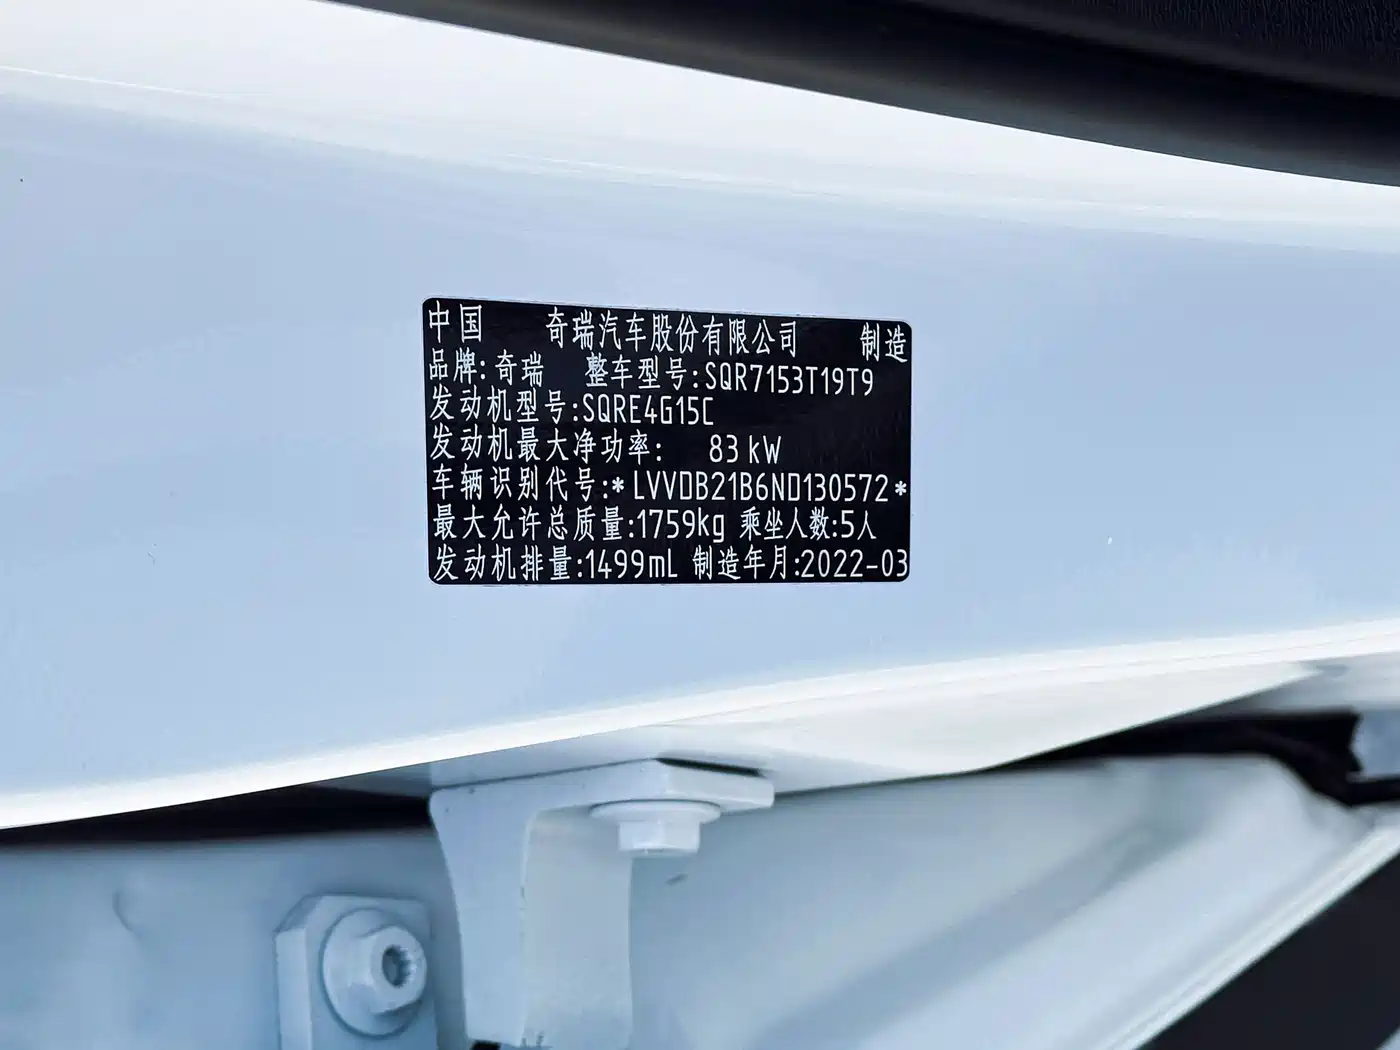 中国 奇瑞汽车股份有限公司 制造
品牌:奇瑞 整车型号:SQR7153T19T9
发动机型号:SQRE4G15C
发动机最大净功率: 83 kW
车辆识别代号:*LVVDB21B6ND130572*
最大允许总质量:1759kg 乘坐人数:5人
发动机排量:1499mL 制造年月:2022-03